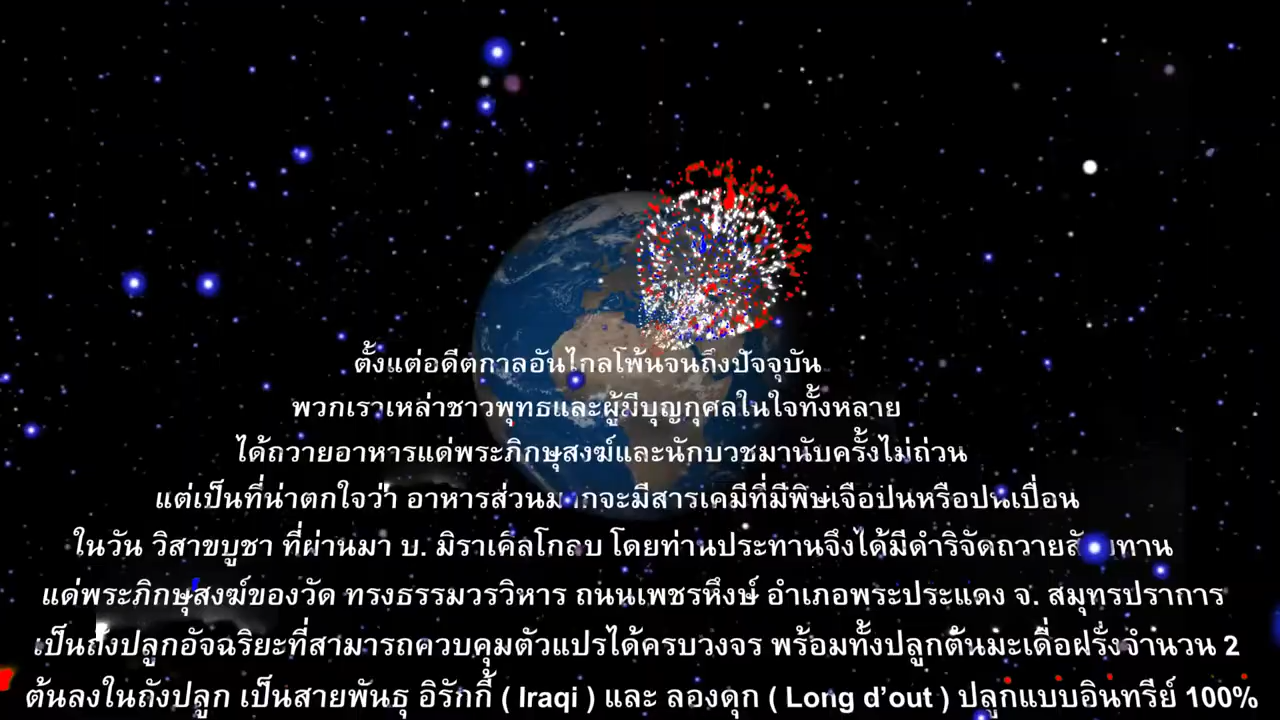 ตั้งแต่อดีตกาลอันไกลโพ้นจนถึงปัจจุบัน
พวกเราเหล่าชาวพุทธและผู้มีบุญกุศลในใจทั้งหลาย
ได้ถวายอาหารแด่พระภิกษุสงฆ์และนักบวชมานับครั้งไม่ถ่วน
แต่เป็นที่น่าตกใจว่า อาหารส่วนมากจะมีสารเคมีที่มีพิษเจือปนหรือปนเปื่อน
ในวัน วิสาขบูชา ที่ผ่านมา บ. มิราเคิลโกลบ โดยท่านประทานจึงได้มีดำริจัดถวายสังฆทาน
แด่พระภิกษุสงฆ์ของวัด ทรงธรรมวรวิหาร ถนนเพชรหึงษ์ อำเภอพระประแดง จ. สมุทรปราการ
เป็นถังปลูกอัจฉริยะที่สามารถควบคุมตัวแปรได้ครบวงจร พร้อมทั้งปลูกต้นมะเดื่อฝรั่งจำนวน 2
ต้นลงในถังปลูก เป็นสายพันธุ อิรักกี้ ( Iraqi ) และ ลองดุก ( Long d’out ) ปลูกแบบอินทรีย์ 100%